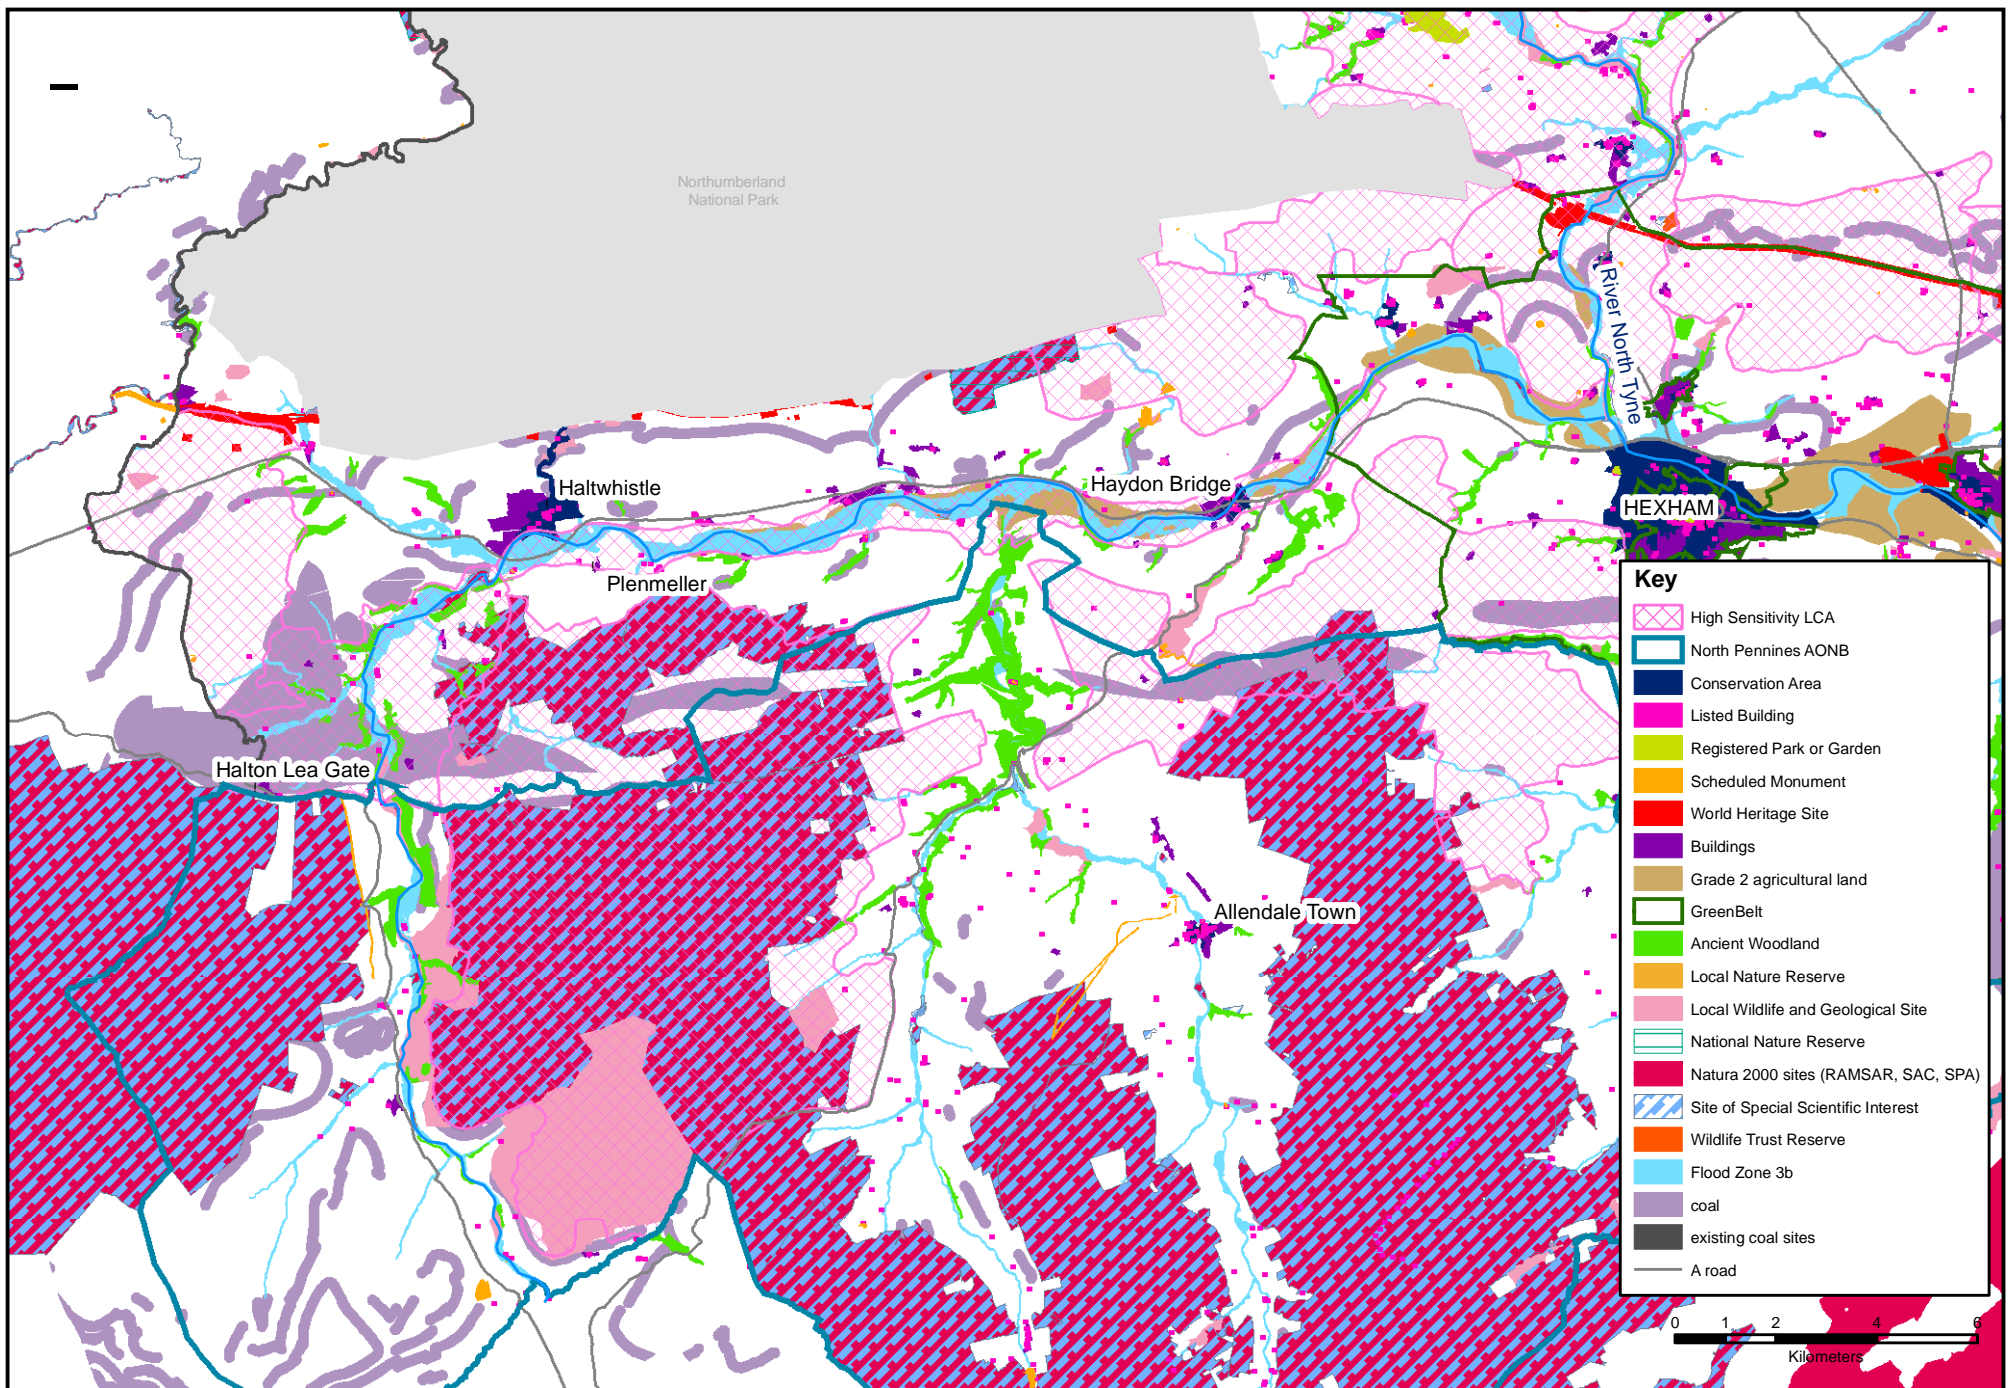 Northumberland
National Park
River North Tyne
Haltwhistle
Haydon Bridge
HEXHAM
Plenmeller
Halton Lea Gate
Allendale Town
Key
High Sensitivity LCA
North Pennines AONB
Conservation Area
Listed Building
Registered Park or Garden
Scheduled Monument
World Heritage Site
Buildings
Grade 2 agricultural land
GreenBelt
Ancient Woodland
Local Nature Reserve
Local Wildlife and Geological Site
National Nature Reserve
Natura 2000 sites (RAMSAR, SAC, SPA)
Site of Special Scientific Interest
Wildlife Trust Reserve
Flood Zone 3b
coal
existing coal sites
A road
0 1 2 4 6
Kilometers